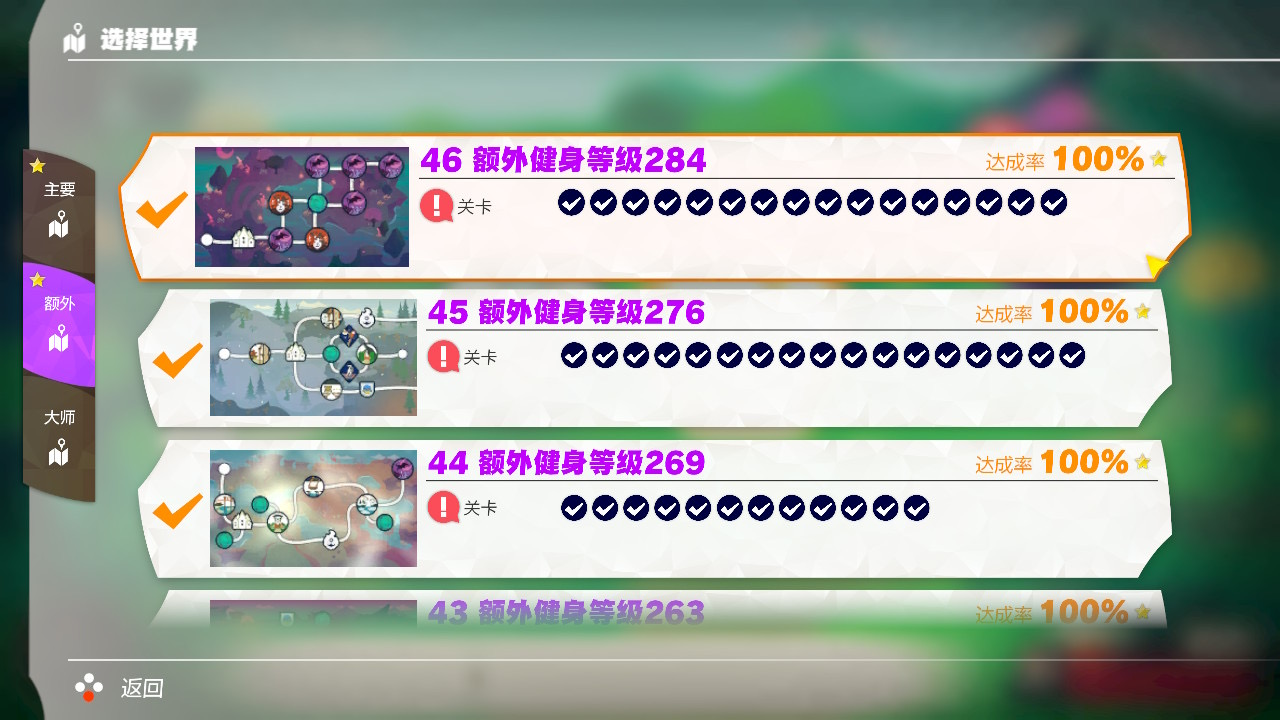 选择世界
主要
额外
大师
46 额外健身等级284
达成率 100%
关卡
45 额外健身等级276
达成率 100%
关卡
44 额外健身等级269
达成率 100%
关卡
43 额外健身等级263
达成率 100%
返回